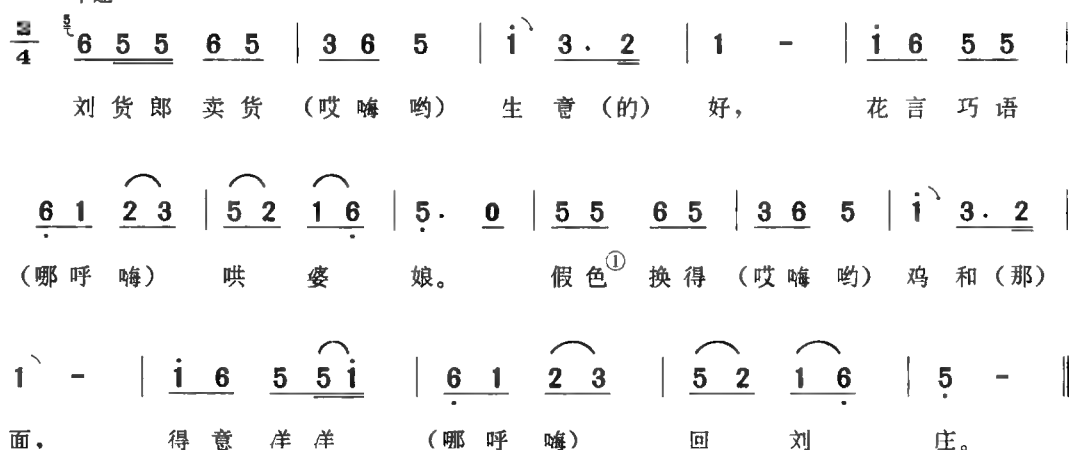 2/4 6 5 5 6 5 | 3 6 5 | i 3 . 2 | 1 - | i 6 5 5 |
刘货郎 卖货 (哎嗨哟) 生 意(的) 好, 花言 巧语
6 1 2 3 | 5 2 1 6 | 5 . 0 | 5 5 6 5 | 3 6 5 | i 3 . 2 |
(哪呼嗨) 哄 婆 娘。 假色① 换得 (哎嗨哟) 鸡 和(那)
1 - | i 6 5 5 i | 6 1 2 3 | 5 2 1 6 | 5 - ‖
面, 得意 洋洋 (哪呼嗨) 回 刘 庄。